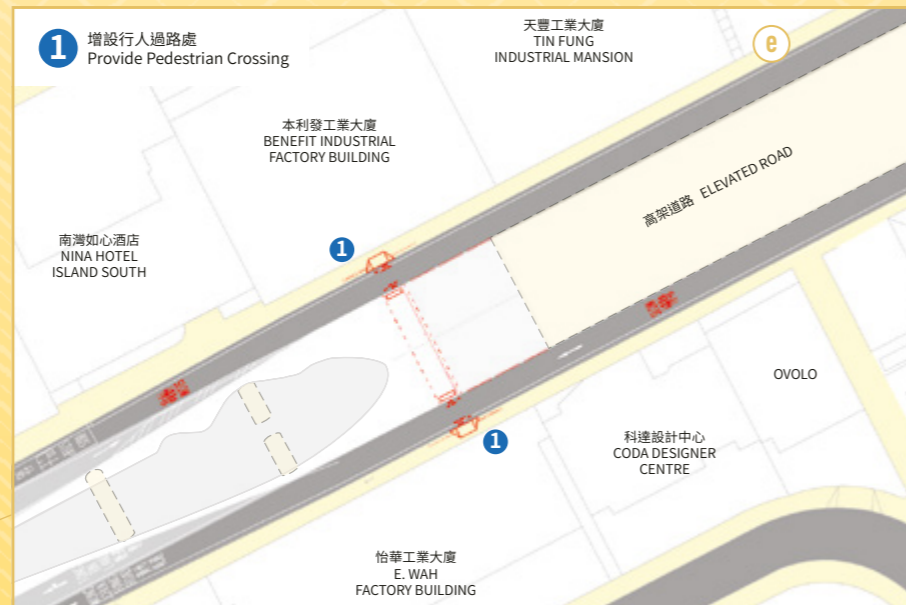 1 增設行人過路處
Provide Pedestrian Crossing
天豐工業大廈
TIN FUNG
INDUSTRIAL MANSION
e
本利發工業大廈
BENEFIT INDUSTRIAL
FACTORY BUILDING
高架道路 ELEVATED ROAD
南灣如心酒店
NINA HOTEL
ISLAND SOUTH
1
OVOLO
1
科達設計中心
CODA DESIGNER
CENTRE
怡華工業大廈
E. WAH
FACTORY BUILDING